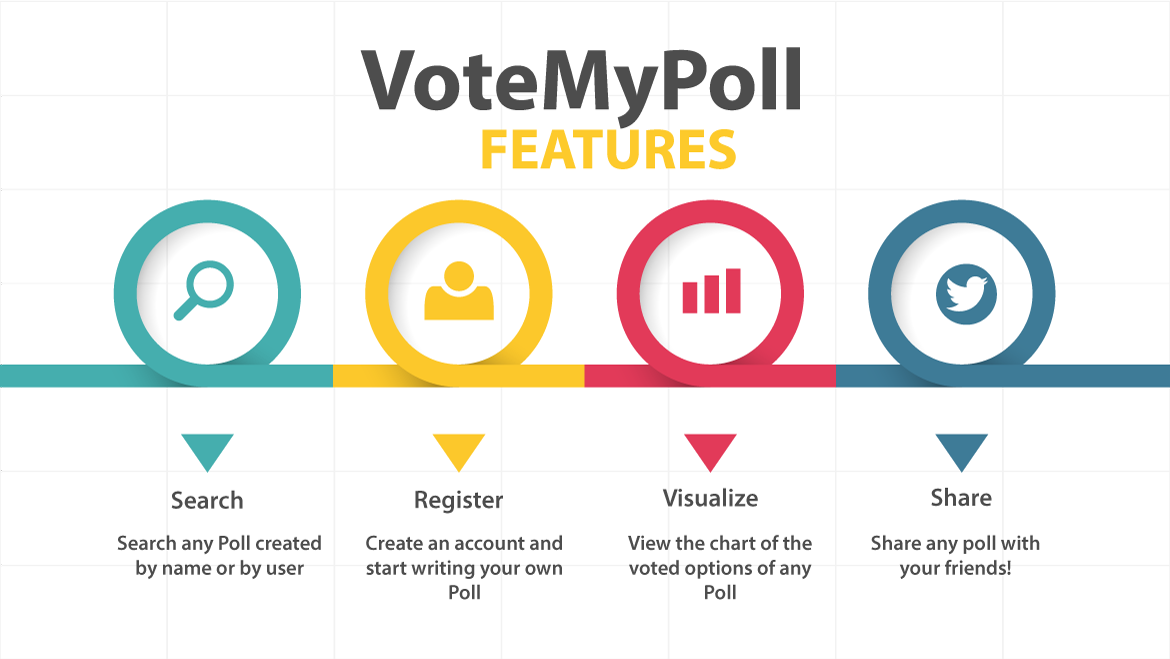 VoteMyPoll
FEATURES
Search
Search any Poll created
by name or by user
Register
Create an account and
start writing your own
Poll
Visualize
View the chart of the
voted options of any
Poll
Share
Share any poll with
your friends!